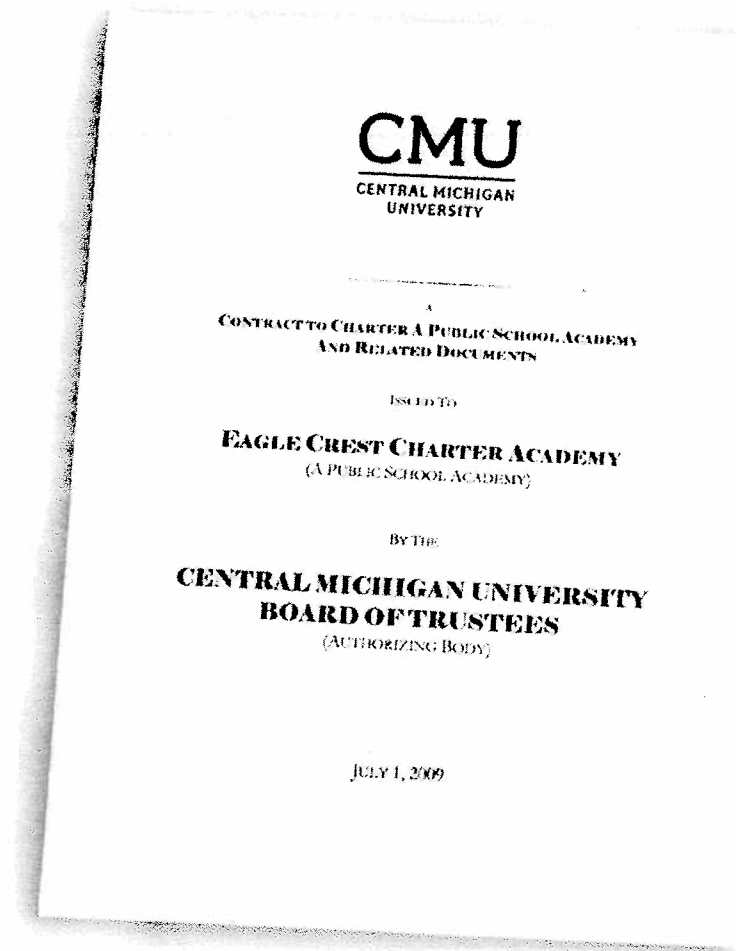 CMU
CENTRAL MICHIGAN
UNIVERSITY
A
CONTRACT TO CHARTER A PUBLIC SCHOOL ACADEMY
AND RELATED DOCUMENTS
ISSUED TO
EAGLE CREST CHARTER ACADEMY
(A PUBLIC SCHOOL ACADEMY)
BY THE
CENTRAL MICHIGAN UNIVERSITY
BOARD OF TRUSTEES
(AUTHORIZING BODY)
JULY 1, 2009